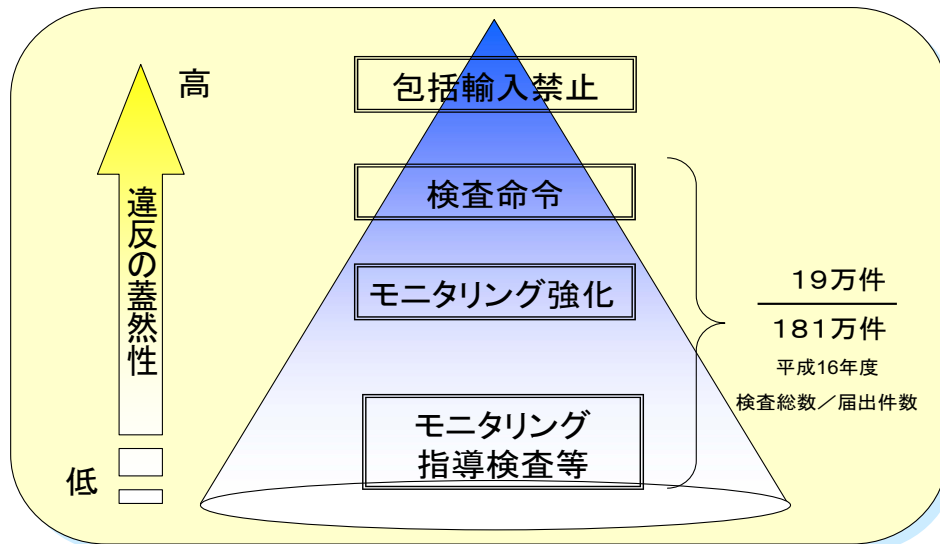 高
違反の蓋然性
低
包括輸入禁止
検査命令
モニタリング強化
モニタリング
指導検査等
19万件
181万件
平成16年度
検査総数／届出件数